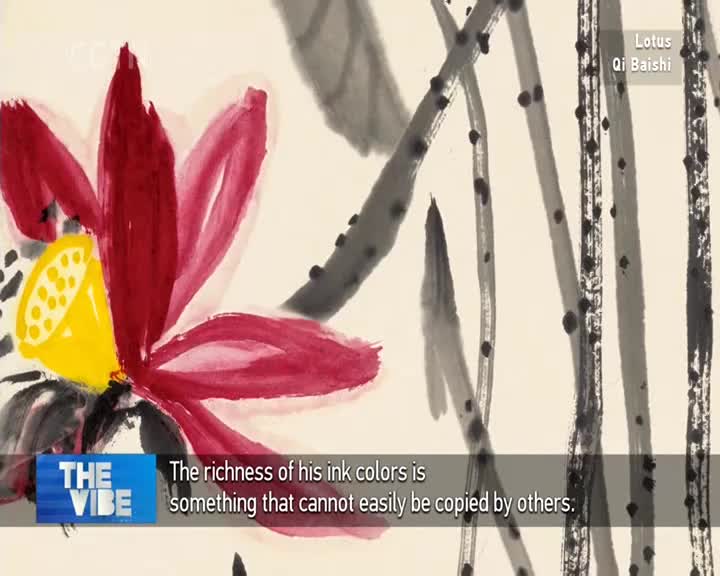 CGTN
Lotus
Qi Baishi
THE
VIBE
The richness of his ink colors is
something that cannot easily be copied by others.